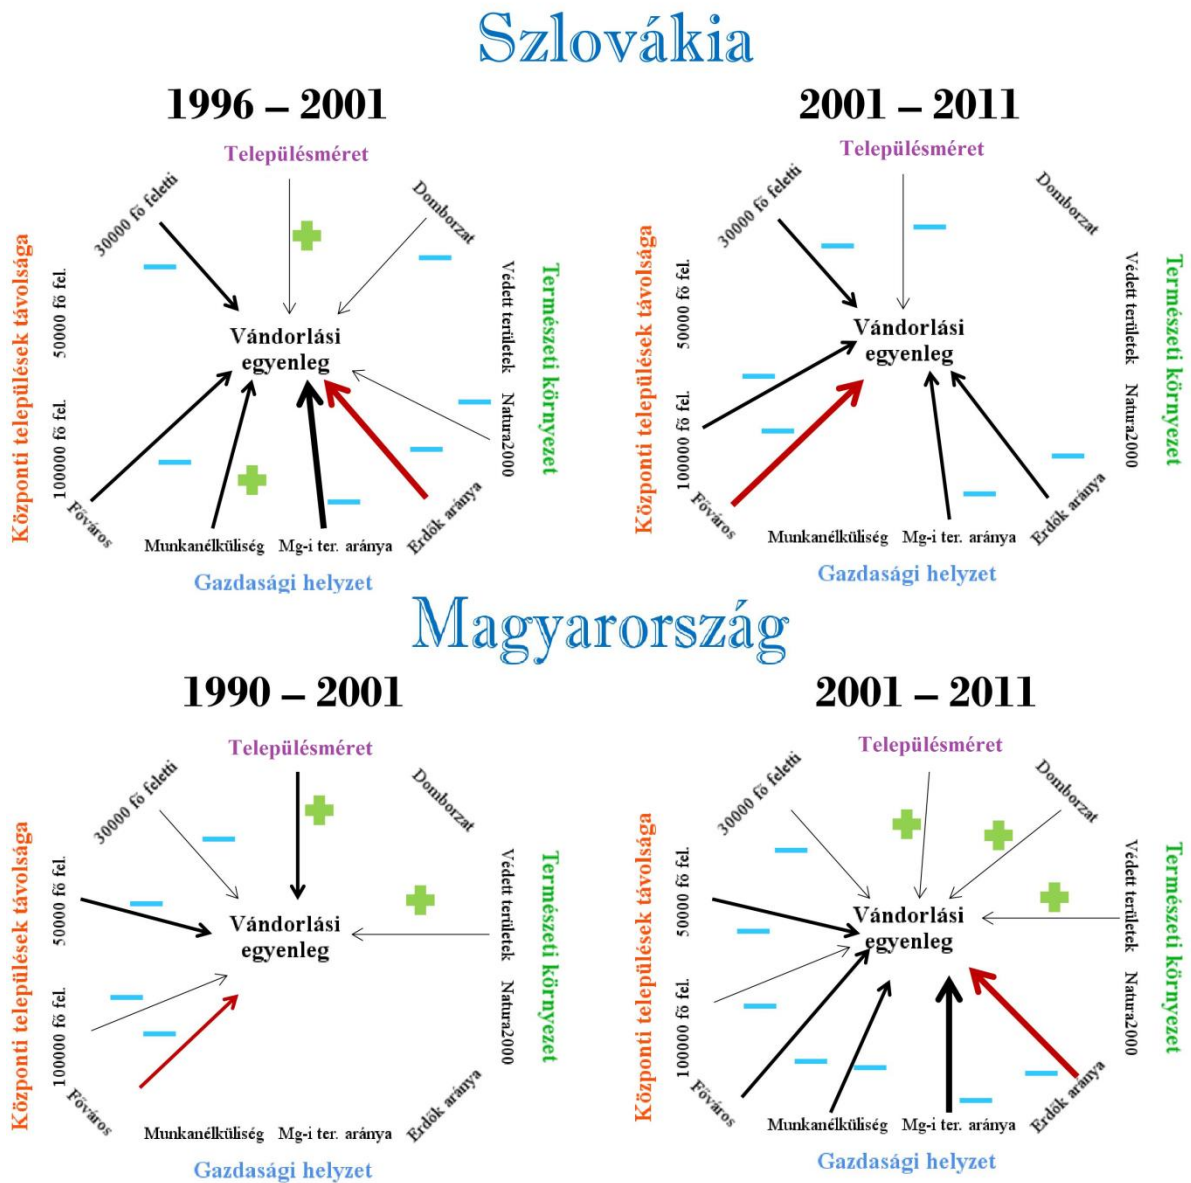 Szlovákia
1996 – 2001
Településméret
30000 fő feletti
Domborzat
Központi települések távolsága
50000 fő fel.
100000 fő fel.
Főváros
Vándorlási
egyenleg
Védett területek
Natura2000
Természeti környezet
Munkanélküliség
Mg-i ter. aránya
Erdők aránya
Gazdasági helyzet
2001 – 2011
Településméret
30000 fő feletti
Domborzat
Központi települések távolsága
50000 fő fel.
100000 fő fel.
Főváros
Vándorlási
egyenleg
Védett területek
Natura2000
Természeti környezet
Munkanélküliség
Mg-i ter. aránya
Erdők aránya
Gazdasági helyzet
Magyarország
1990 – 2001
Településméret
30000 fő feletti
Domborzat
Központi települések távolsága
50000 fő fel.
100000 fő fel.
Főváros
Vándorlási
egyenleg
Védett területek
Natura2000
Természeti környezet
Munkanélküliség
Mg-i ter. aránya
Erdők aránya
Gazdasági helyzet
2001 – 2011
Településméret
30000 fő feletti
Domborzat
Központi települések távolsága
50000 fő fel.
100000 fő fel.
Főváros
Vándorlási
egyenleg
Védett területek
Natura2000
Természeti környezet
Munkanélküliség
Mg-i ter. aránya
Erdők aránya
Gazdasági helyzet